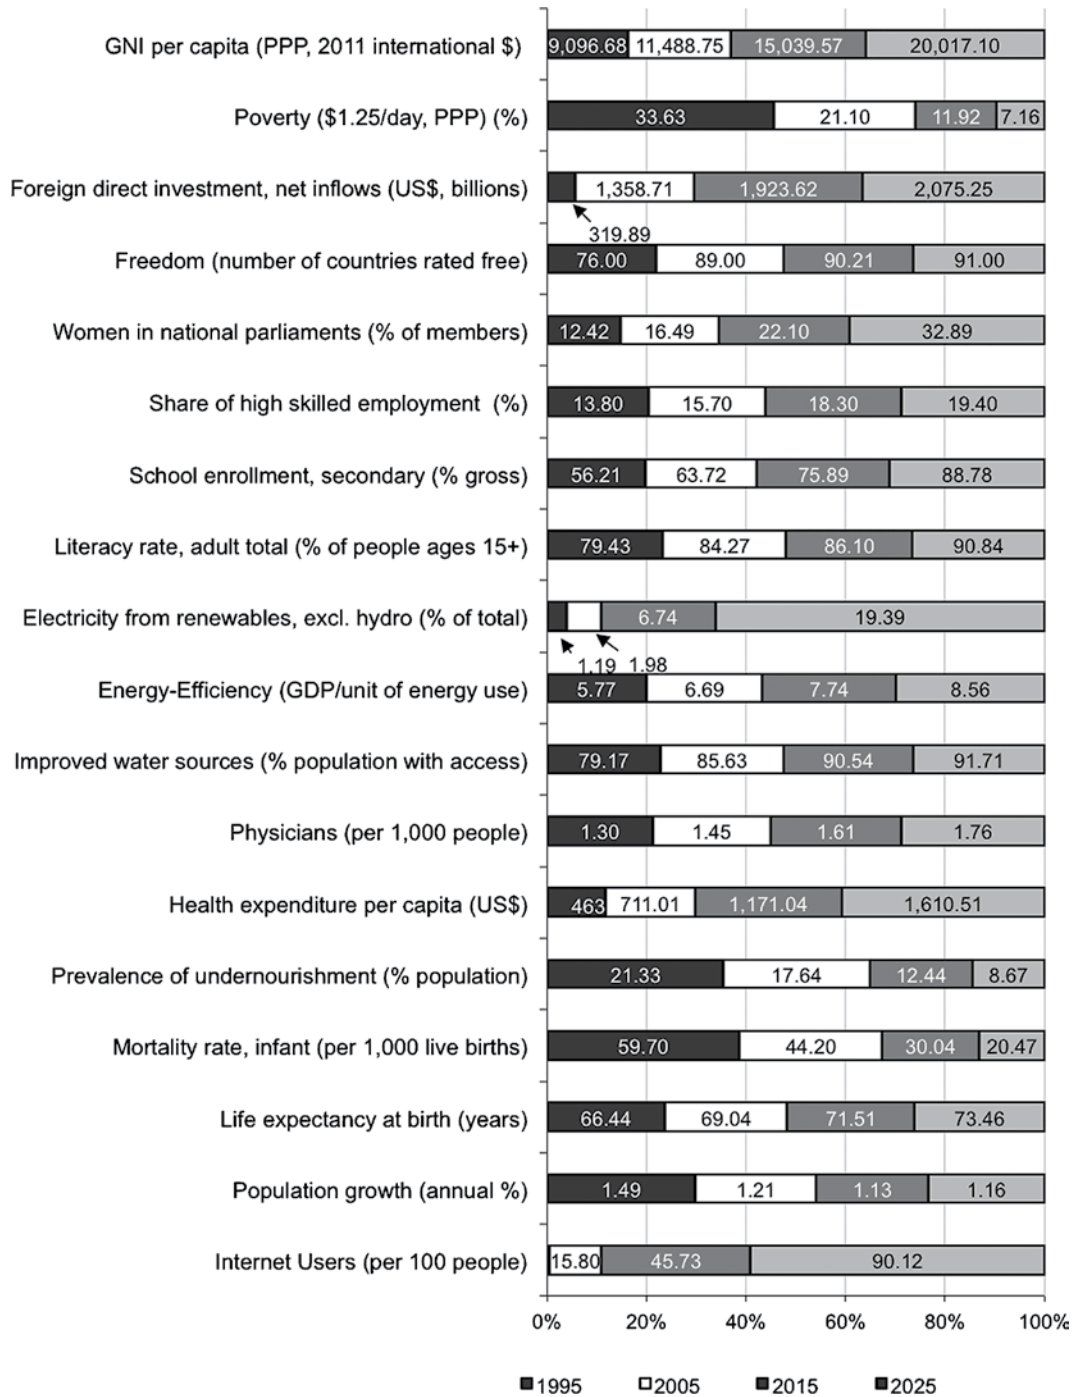 GNI per capita (PPP, 2011 international $) 9,096.68 11,488.75 15,039.57 20,017.10
Poverty ($1.25/day, PPP) (%) 33.63 21.10 11.92 7.16
Foreign direct investment, net inflows (US$, billions) 1,358.71 1,923.62 2,075.25
319.89
Freedom (number of countries rated free) 76.00 89.00 90.21 91.00
Women in national parliaments (% of members) 12.42 16.49 22.10 32.89
Share of high skilled employment (%) 13.80 15.70 18.30 19.40
School enrollment, secondary (% gross) 56.21 63.72 75.89 88.78
Literacy rate, adult total (% of people ages 15+) 79.43 84.27 86.10 90.84
Electricity from renewables, excl. hydro (% of total) 6.74 19.39
1.19 1.98
Energy-Efficiency (GDP/unit of energy use) 5.77 6.69 7.74 8.56
Improved water sources (% population with access) 79.17 85.63 90.54 91.71
Physicians (per 1,000 people) 1.30 1.45 1.61 1.76
Health expenditure per capita (US$) 463 711.01 1,171.04 1,610.51
Prevalence of undernourishment (% population) 21.33 17.64 12.44 8.67
Mortality rate, infant (per 1,000 live births) 59.70 44.20 30.04 20.47
Life expectancy at birth (years) 66.44 69.04 71.51 73.46
Population growth (annual %) 1.49 1.21 1.13 1.16
Internet Users (per 100 people) 15.80 45.73 90.12
0% 20% 40% 60% 80% 100%
1995 2005 2015 2025